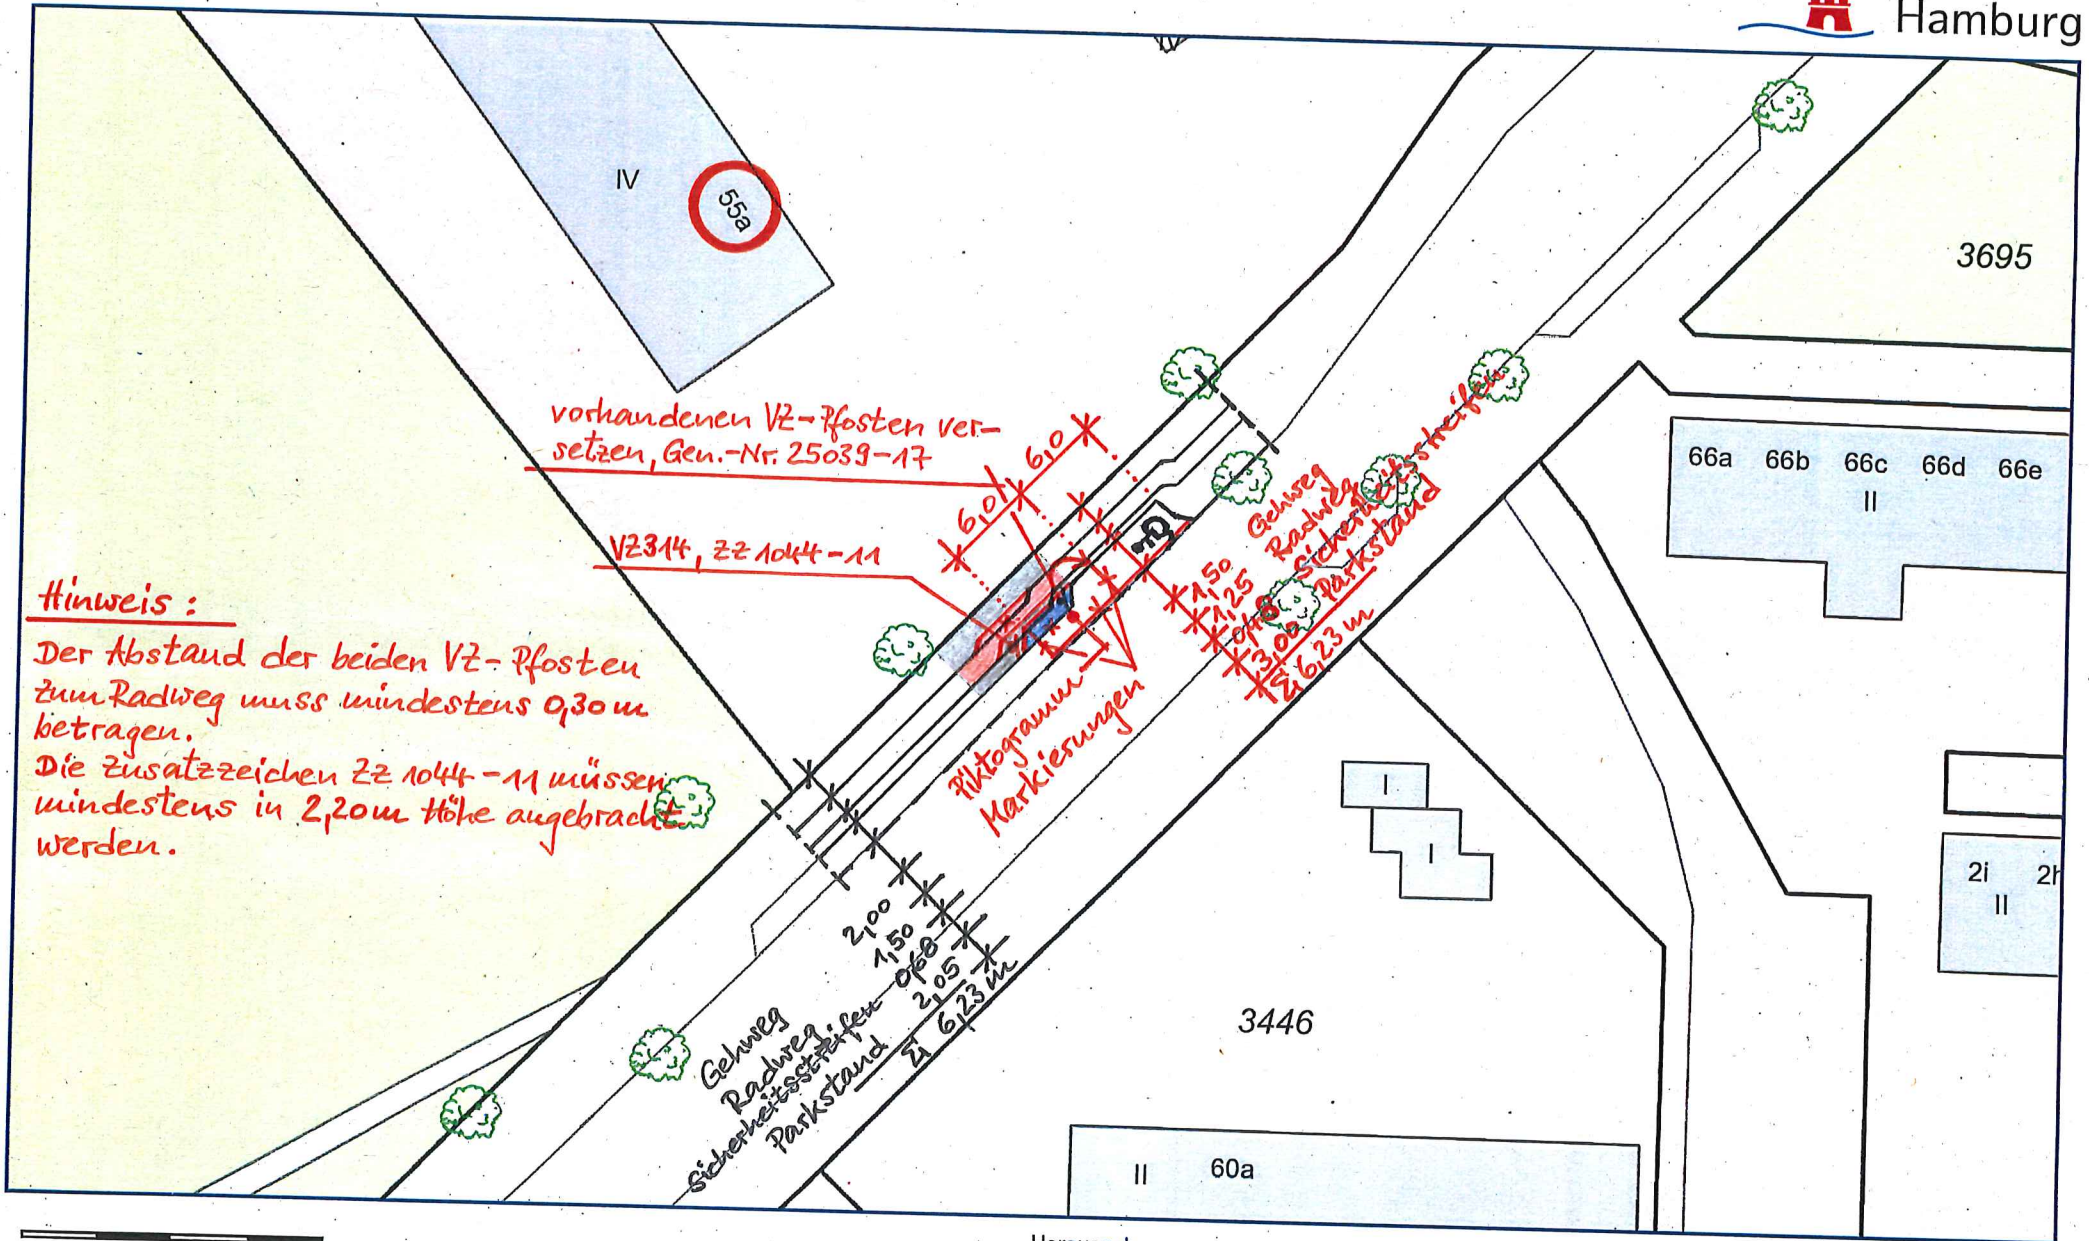 Hamburg
IV
55a
3695
vorhandenen VZ-Pfosten ver-
setzen, Gen.-Nr. 25039-17
6,0
6,0
VZ314, ZZ 1044-11
66a 66b 66c 66d 66e
II
Gehweg
Radweg
Sicherheitsstreifen
Parkstand
1,50
1,25
0,48
3,00
Σ 6,23 m
Hinweis:
Der Abstand der beiden VZ-Pfosten
zum Radweg muss mindestens 0,30 m
betragen.
Die Zusatzzeichen ZZ 1044-11 müssen
mindestens in 2,20m Höhe angebracht
werden.
Piktogramm-
Markierungen
I
I
2i
II
2,00
1,50
0,68
2,05
Σ 6,23 m
Gehweg
Radweg
Sicherheitsstreifen
Parkstand
3446
II 60a